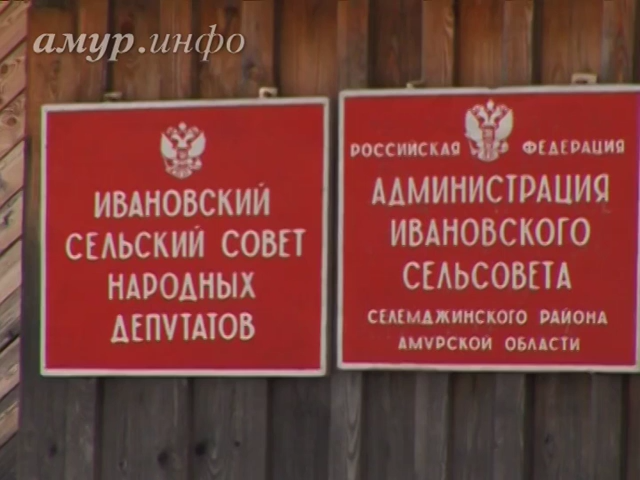 амур.инфо
ИВАНОВСКИЙ
СЕЛЬСКИЙ СОВЕТ
НАРОДНЫХ
ДЕПУТАТОВ
РОССИЙСКАЯ ФЕДЕРАЦИЯ
АДМИНИСТРАЦИЯ
ИВАНОВСКОГО
СЕЛЬСОВЕТА
СЕЛЕМДЖИНСКОГО РАЙОНА
АМУРСКОЙ ОБЛАСТИ